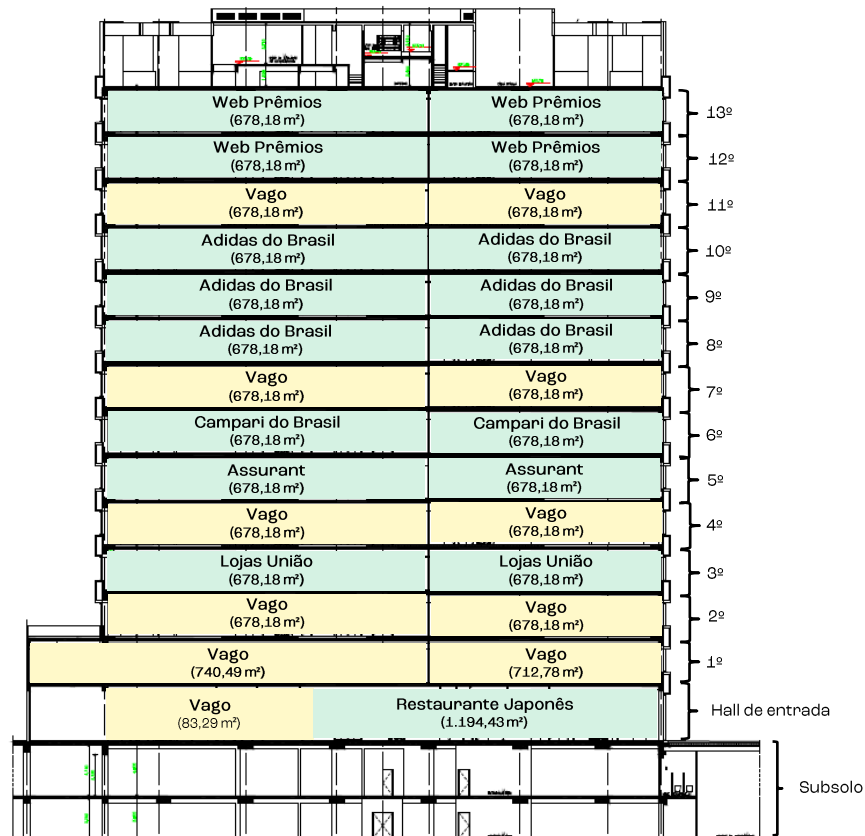 Web Prêmios
(678,18 m²)
Web Prêmios
(678,18 m²)
13º
Web Prêmios
(678,18 m²)
Web Prêmios
(678,18 m²)
12º
Vago
(678,18 m²)
Vago
(678,18 m²)
11º
Adidas do Brasil
(678,18 m²)
Adidas do Brasil
(678,18 m²)
10º
Adidas do Brasil
(678,18 m²)
Adidas do Brasil
(678,18 m²)
9º
Adidas do Brasil
(678,18 m²)
Adidas do Brasil
(678,18 m²)
8º
Vago
(678,18 m²)
Vago
(678,18 m²)
7º
Campari do Brasil
(678,18 m²)
Campari do Brasil
(678,18 m²)
6º
Assurant
(678,18 m²)
Assurant
(678,18 m²)
5º
Vago
(678,18 m²)
Vago
(678,18 m²)
4º
Lojas União
(678,18 m²)
Lojas União
(678,18 m²)
3º
Vago
(678,18 m²)
Vago
(678,18 m²)
2º
Vago
(740,49 m²)
Vago
(712,78 m²)
1º
Vago
(83,29 m²)
Restaurante Japonês
(1.194,43 m²)
Hall de entrada
Subsolo